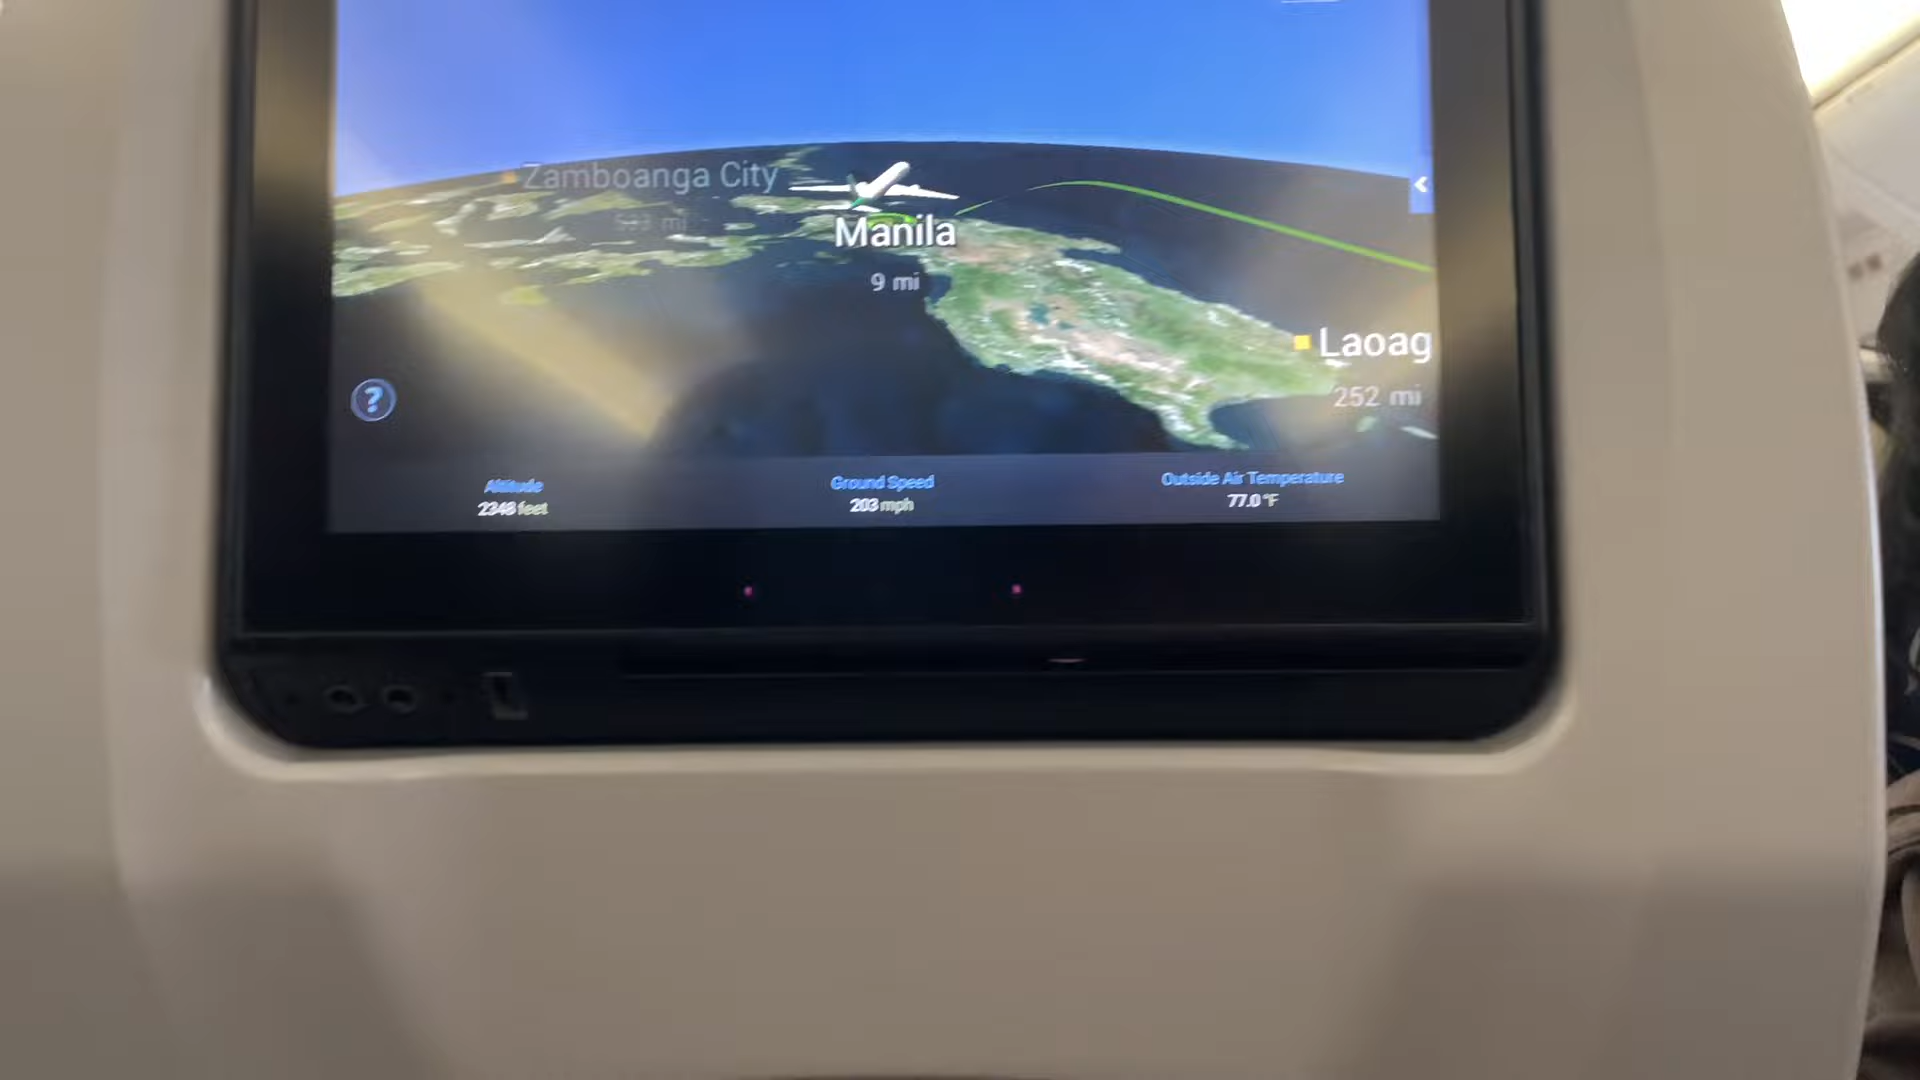 Zamboanga City
Manila
9 mi
Laoag
252 mi
?
Altitude
2348 feet
Ground Speed
203 mph
Outside Air Temperature
77.0 °F